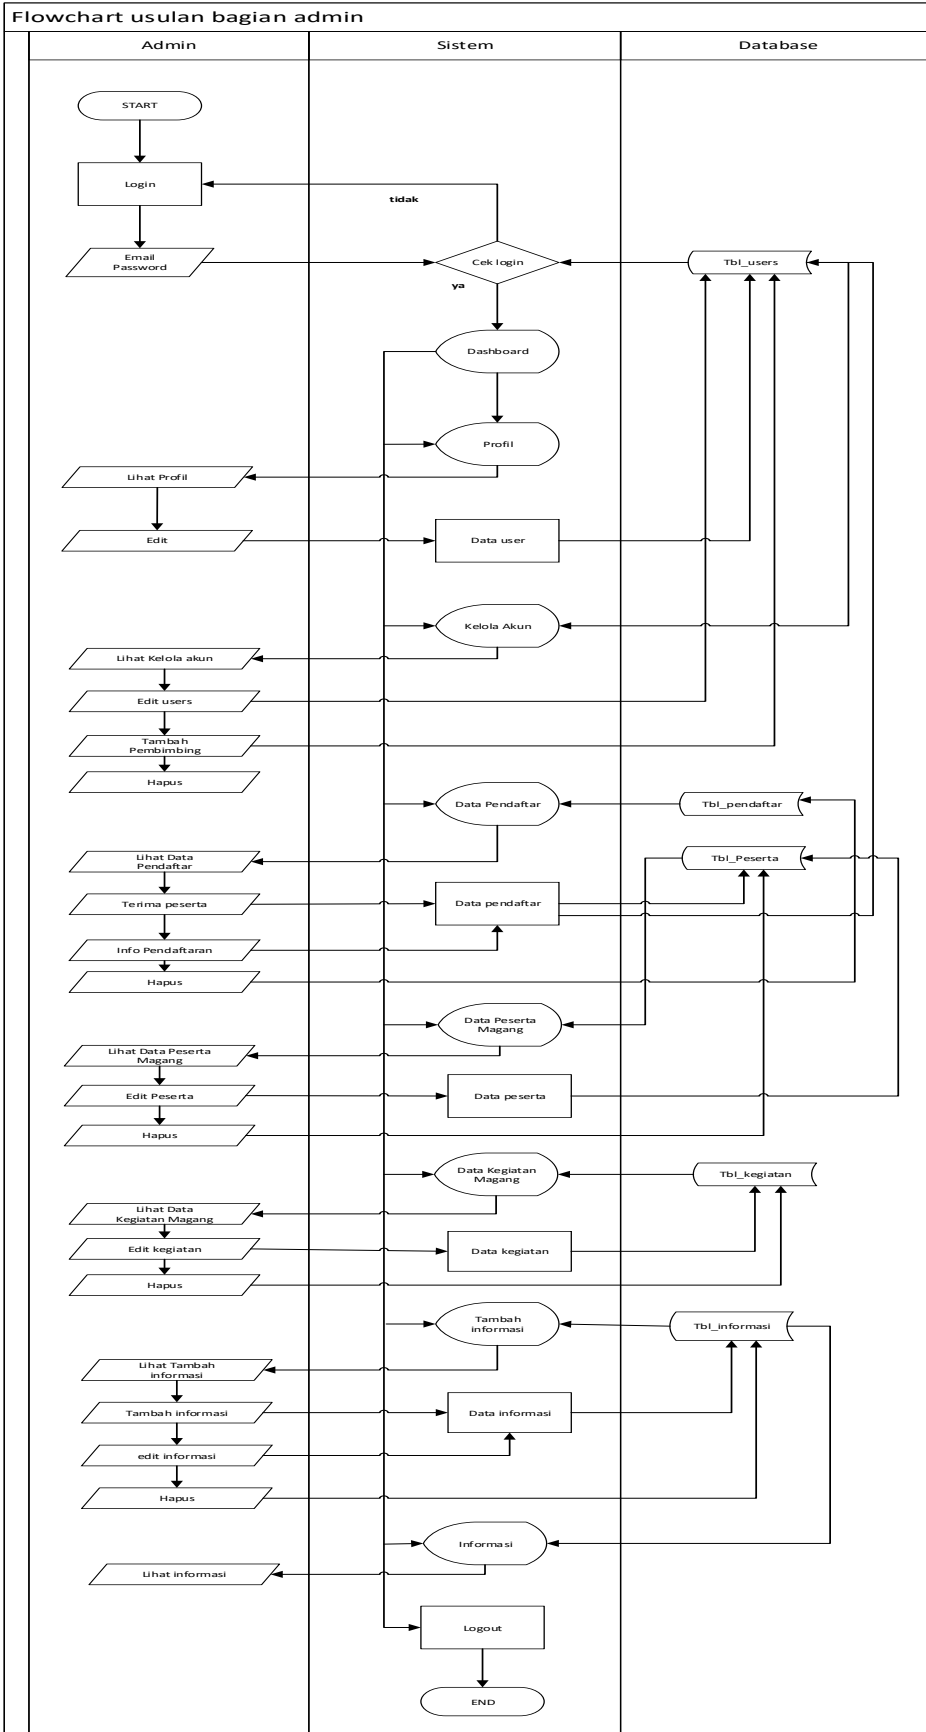 Flowchart usulan bagian admin
Admin
Sistem
Database
START
Login
tidak
Email
Password
Cek login
Tbl_users
ya
Dashboard
Profil
Lihat Profil
Edit
Data user
Kelola Akun
Lihat Kelola akun
Edit users
Tambah
Pembimbing
Hapus
Data Pendaftar
Tbl_pendaftar
Lihat Data
Pendaftar
Tbl_Peserta
Terima peserta
Data pendaftar
Info Pendaftaran
Hapus
Data Peserta
Magang
Lihat Data Peserta
Magang
Edit Peserta
Data peserta
Hapus
Data Kegiatan
Magang
Tbl_kegiatan
Lihat Data
Kegiatan Magang
Edit kegiatan
Data kegiatan
Hapus
Tambah
informasi
Tbl_informasi
Lihat Tambah
informasi
Tambah informasi
Data informasi
edit informasi
Hapus
Informasi
Lihat informasi
Logout
END